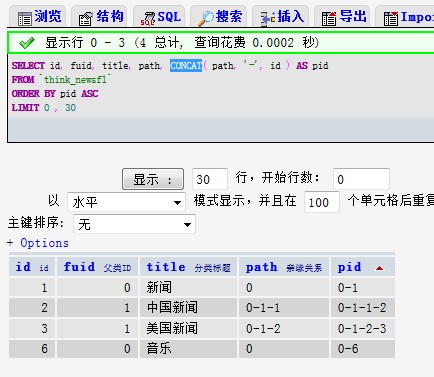 浏览 结构 SQL 搜索 插入 导出 Impor
显示行 0 - 3 (4 总计, 查询花费 0.0002 秒)
SELECT id, fuid, title, path, CONCAT( path, '-', id ) AS pid
FROM `think_newsfl`
ORDER BY pid ASC
LIMIT 0 , 30
显示 : 30 行，开始行数: 0
以 水平 模式显示，并且在 100 个单元格后重复
主键排序: 无
+ Options
id id fuid 父类ID title 分类标题 path 亲缘关系 pid
1 0 新闻 0 0-1
2 1 中国新闻 0-1-1 0-1-1-2
3 1 美国新闻 0-1-2 0-1-2-3
6 0 音乐 0 0-6